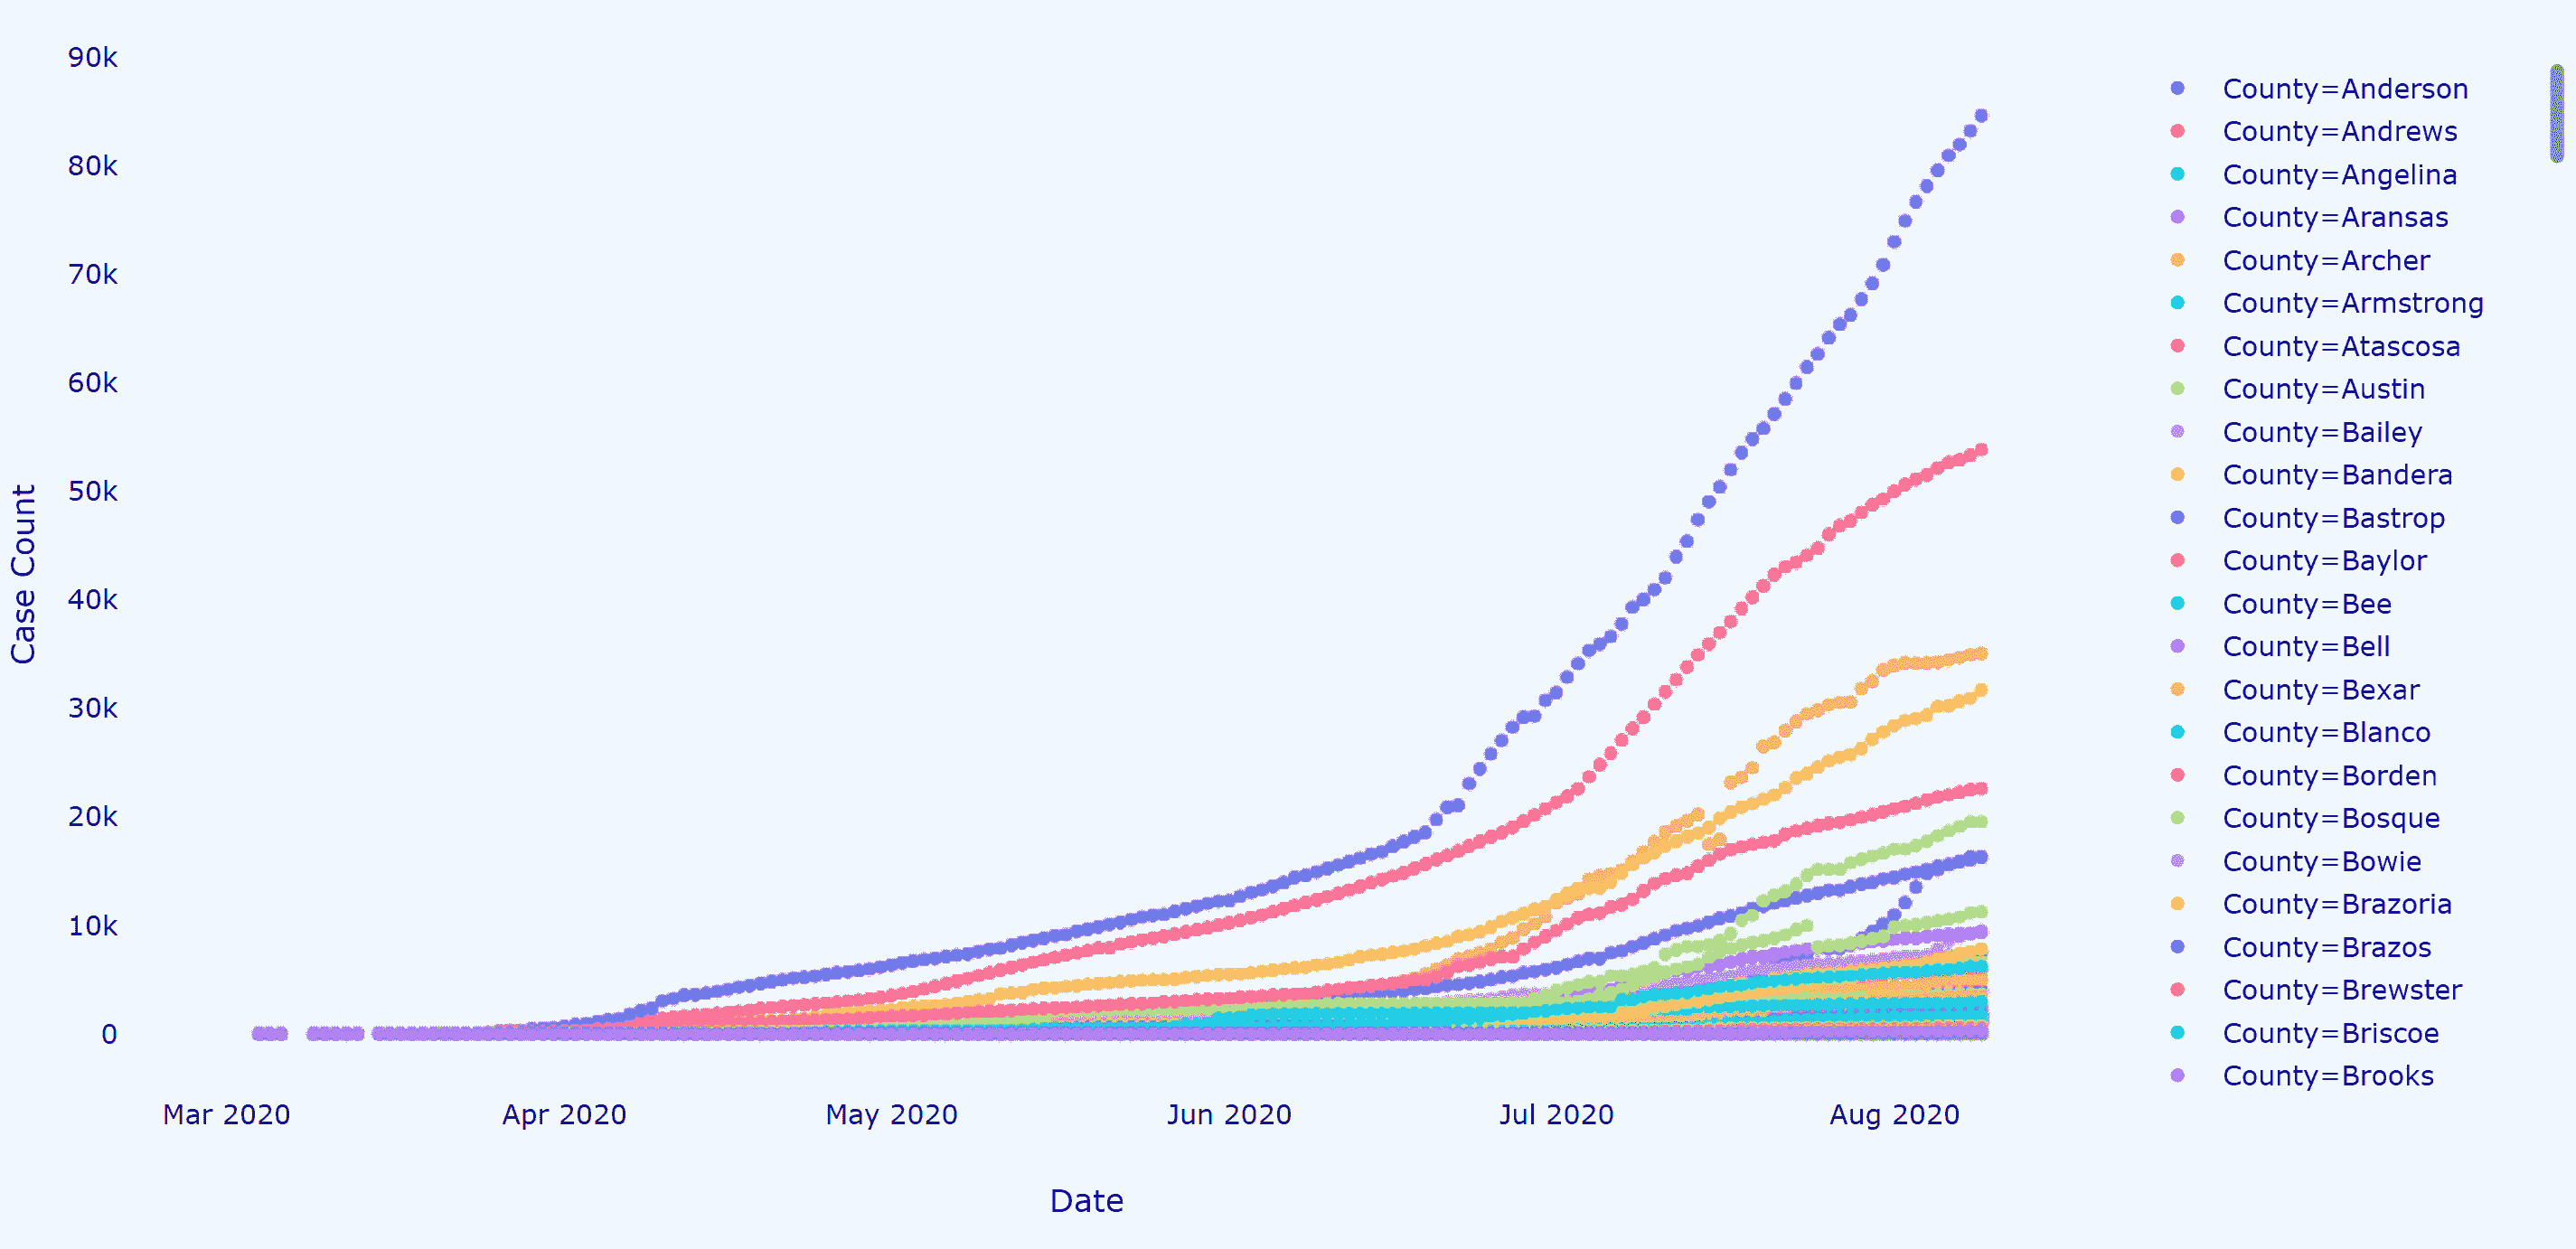 90k
80k
70k
60k
50k
40k
30k
20k
10k
0
Case Count
Mar 2020
Apr 2020
May 2020
Jun 2020
Jul 2020
Aug 2020
Date
County=Anderson
County=Andrews
County=Angelina
County=Aransas
County=Archer
County=Armstrong
County=Atascosa
County=Austin
County=Bailey
County=Bandera
County=Bastrop
County=Baylor
County=Bee
County=Bell
County=Bexar
County=Blanco
County=Borden
County=Bosque
County=Bowie
County=Brazoria
County=Brazos
County=Brewster
County=Briscoe
County=Brooks